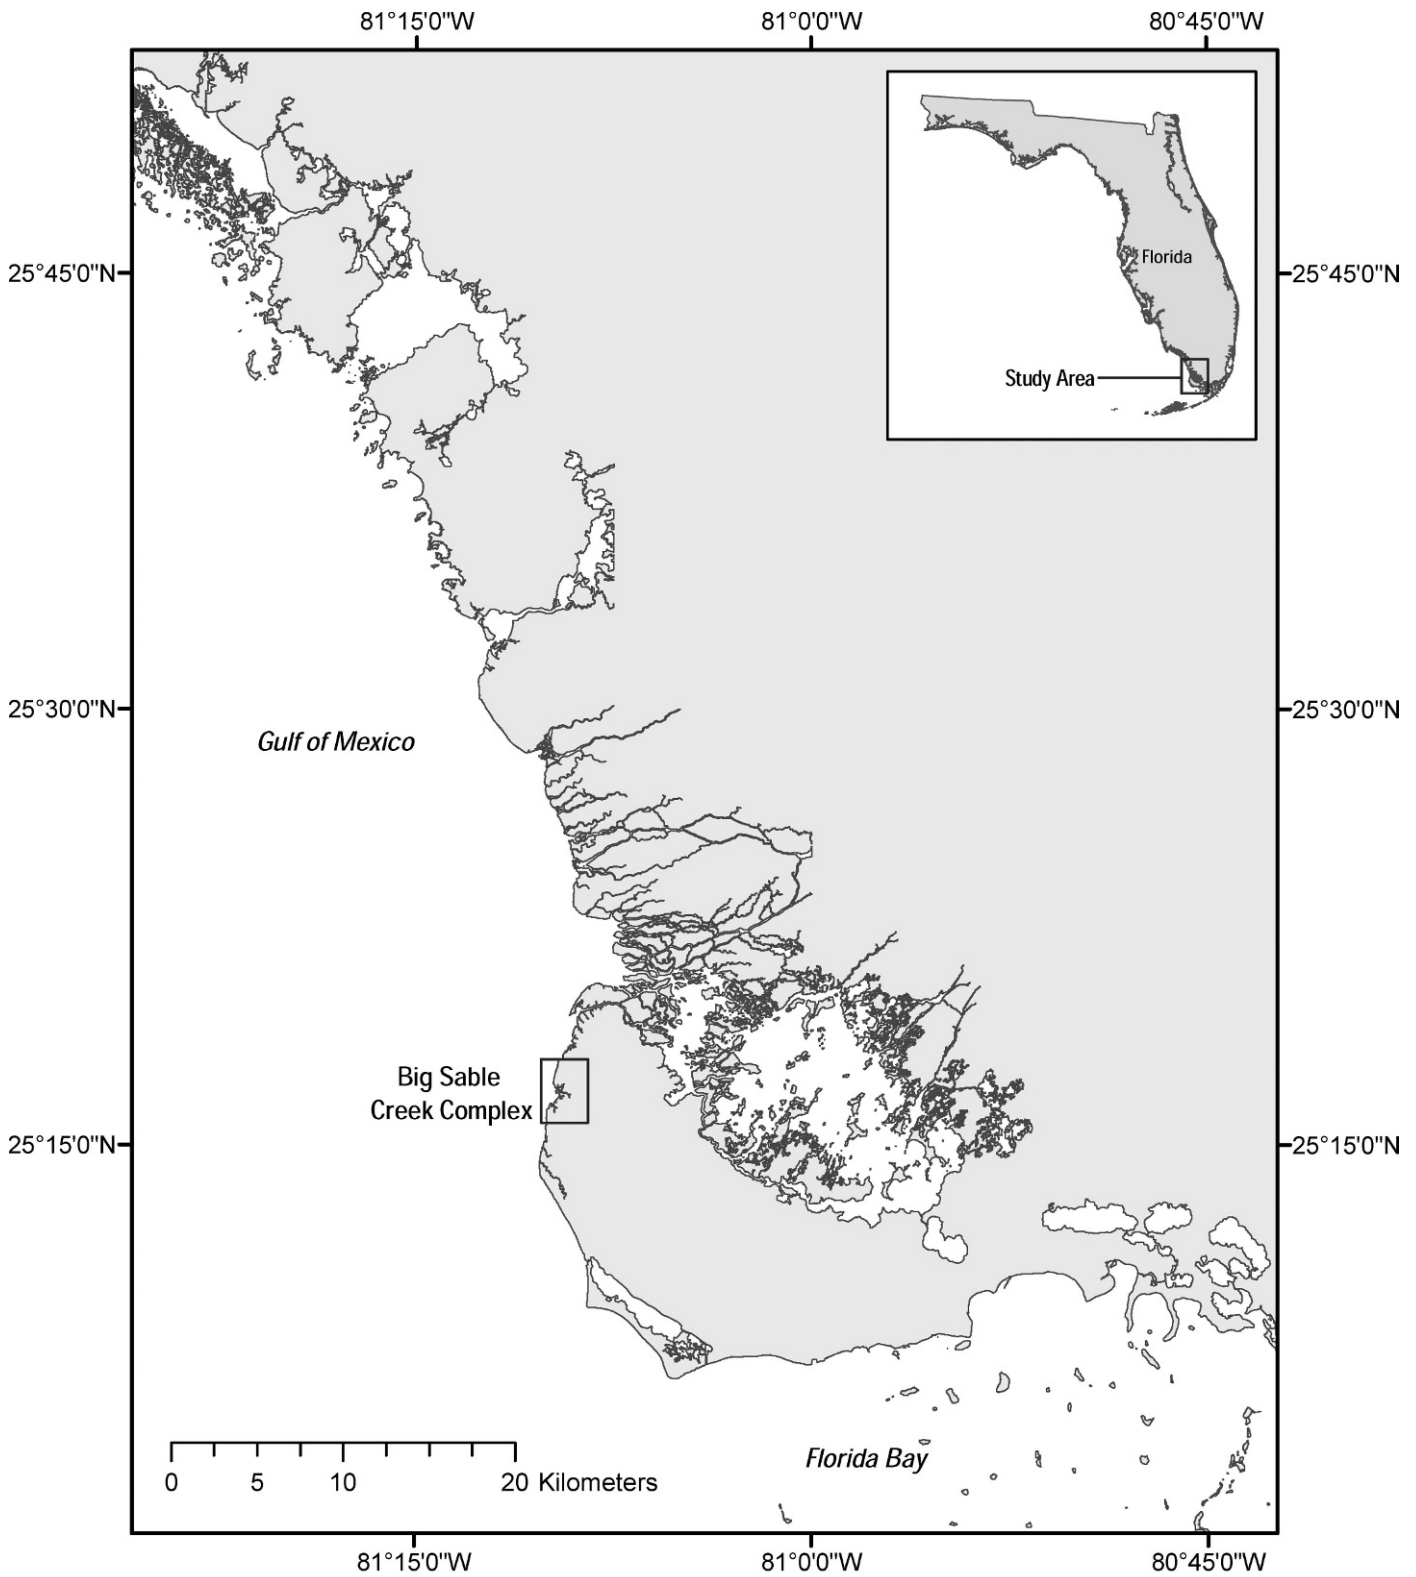 81°15'0"W 81°0'0"W 80°45'0"W
Florida
25°45'0"N 25°45'0"N
Study Area
25°30'0"N 25°30'0"N
Gulf of Mexico
Big Sable
Creek Complex
25°15'0"N 25°15'0"N
Florida Bay
0 5 10 20 Kilometers
81°15'0"W 81°0'0"W 80°45'0"W